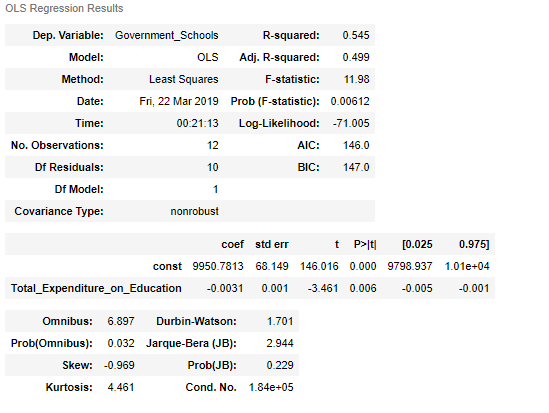 OLS Regression Results
Dep. Variable: Government_Schools R-squared: 0.545
Model: OLS Adj. R-squared: 0.499
Method: Least Squares F-statistic: 11.98
Date: Fri, 22 Mar 2019 Prob (F-statistic): 0.00612
Time: 00:21:13 Log-Likelihood: -71.005
No. Observations: 12 AIC: 146.0
Df Residuals: 10 BIC: 147.0
Df Model: 1
Covariance Type: nonrobust
coef std err t P>|t| [0.025 0.975]
const 9950.7813 68.149 146.016 0.000 9798.937 1.01e+04
Total_Expenditure_on_Education -0.0031 0.001 -3.461 0.006 -0.005 -0.001
Omnibus: 6.897 Durbin-Watson: 1.701
Prob(Omnibus): 0.032 Jarque-Bera (JB): 2.944
Skew: -0.969 Prob(JB): 0.229
Kurtosis: 4.461 Cond. No. 1.84e+05